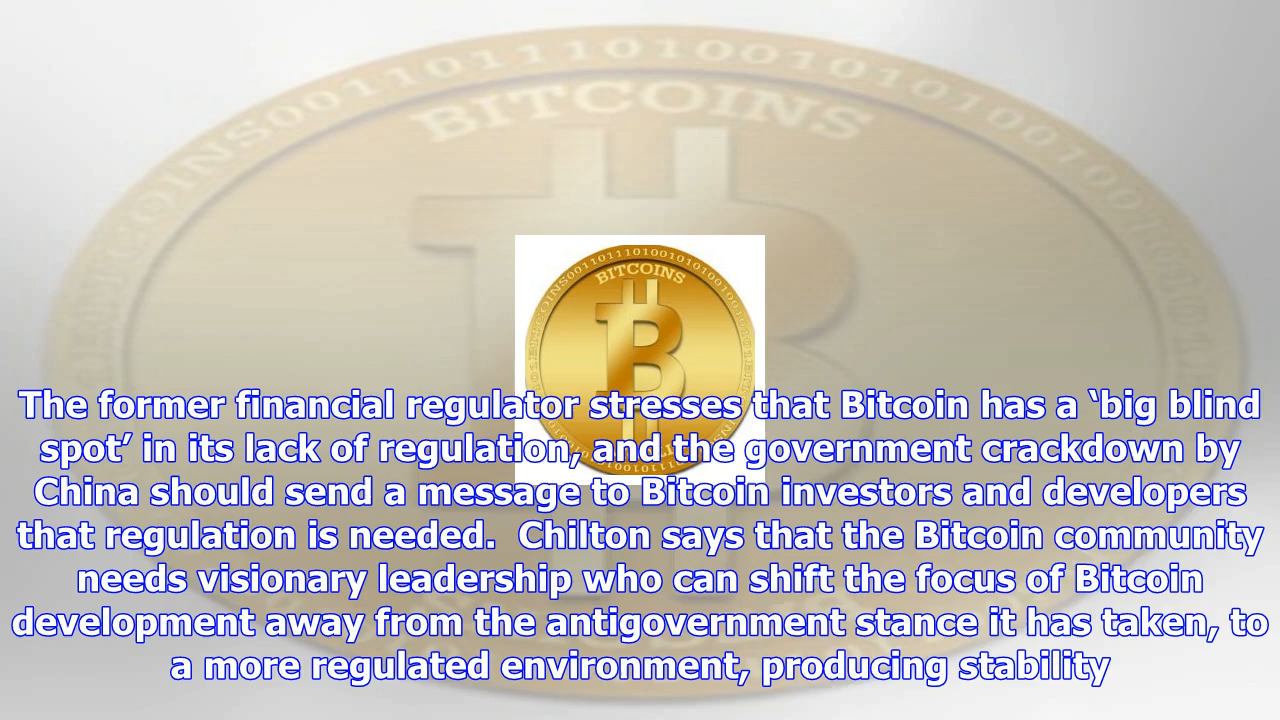 BITCOINS001101110100101010100100101
BITCOINS
BITCOINS
The former financial regulator stresses that Bitcoin has a ‘big blind
spot’ in its lack of regulation, and the government crackdown by
China should send a message to Bitcoin investors and developers
that regulation is needed.  Chilton says that the Bitcoin community
needs visionary leadership who can shift the focus of Bitcoin
development away from the antigovernment stance it has taken, to
a more regulated environment, producing stability